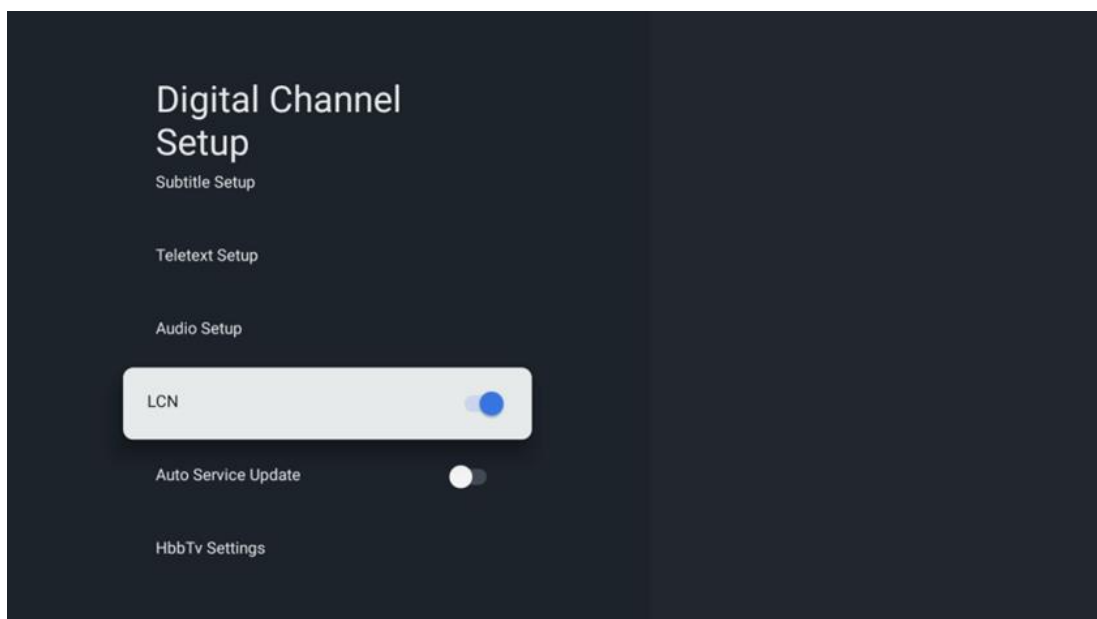 Digital Channel
Setup
Subtitle Setup
Teletext Setup
Audio Setup
LCN
Auto Service Update
HbbTv Settings